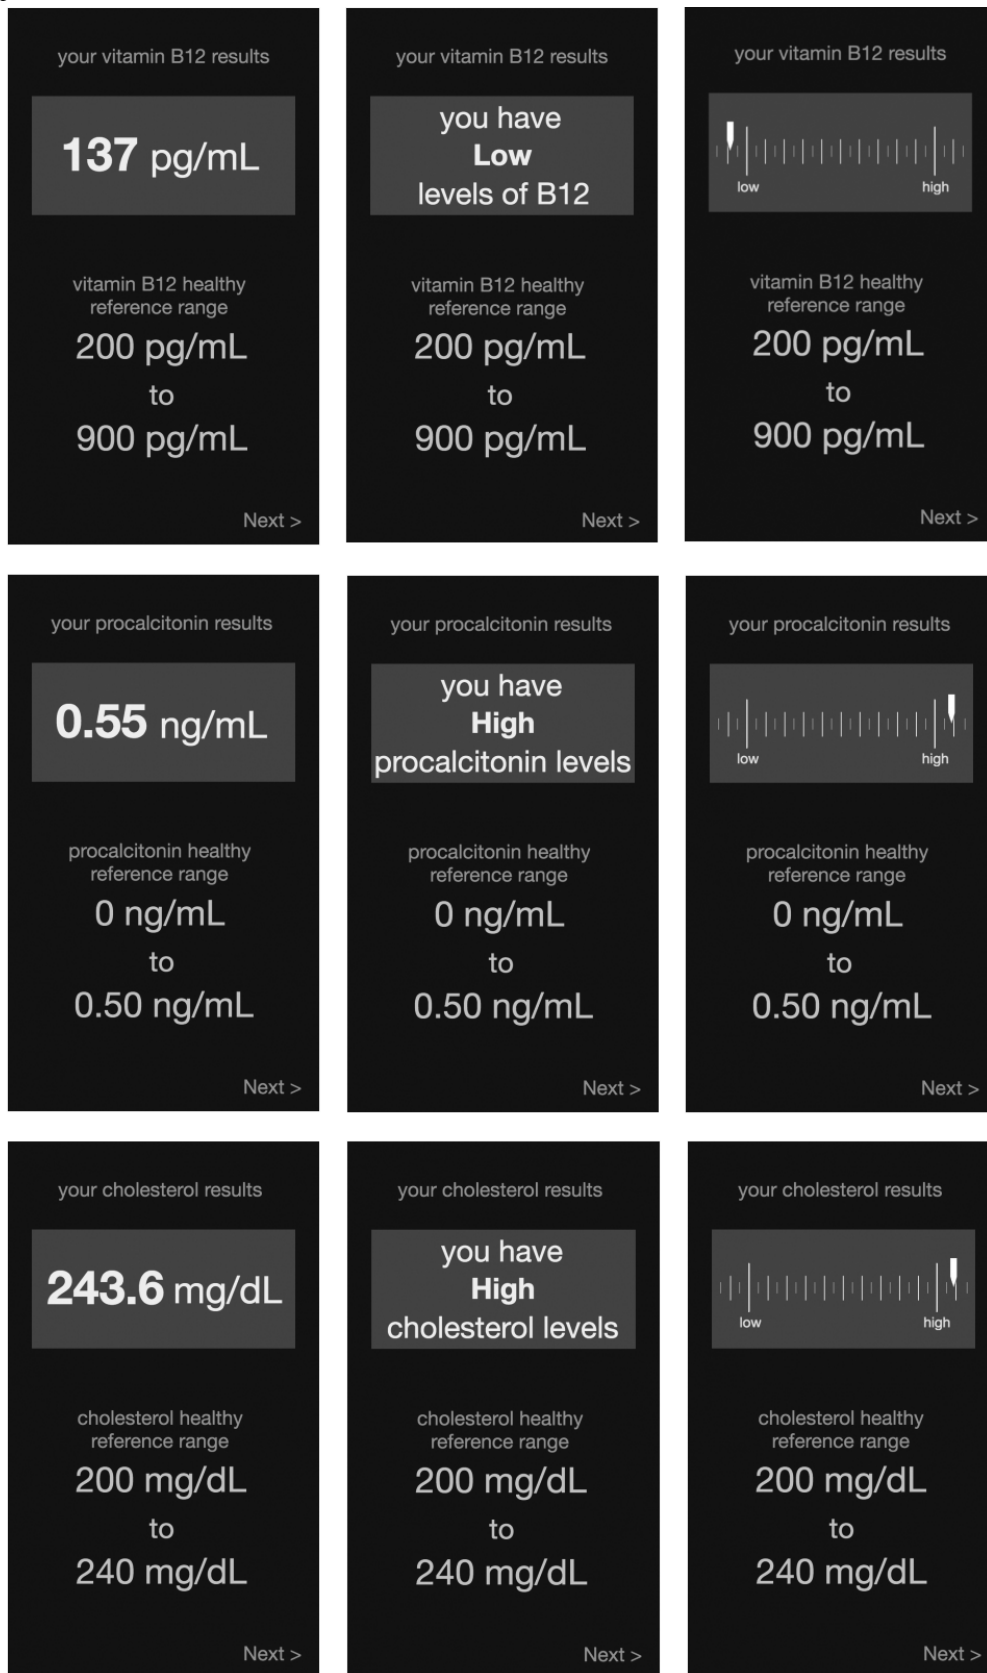 your vitamin B12 results
137 pg/mL
vitamin B12 healthy
reference range
200 pg/mL
to
900 pg/mL
Next >
your vitamin B12 results
you have
Low
levels of B12
vitamin B12 healthy
reference range
200 pg/mL
to
900 pg/mL
Next >
your vitamin B12 results
low high
vitamin B12 healthy
reference range
200 pg/mL
to
900 pg/mL
Next >
your procalcitonin results
0.55 ng/mL
procalcitonin healthy
reference range
0 ng/mL
to
0.50 ng/mL
Next >
your procalcitonin results
you have
High
procalcitonin levels
procalcitonin healthy
reference range
0 ng/mL
to
0.50 ng/mL
Next >
your procalcitonin results
low high
procalcitonin healthy
reference range
0 ng/mL
to
0.50 ng/mL
Next >
your cholesterol results
243.6 mg/dL
cholesterol healthy
reference range
200 mg/dL
to
240 mg/dL
Next >
your cholesterol results
you have
High
cholesterol levels
cholesterol healthy
reference range
200 mg/dL
to
240 mg/dL
Next >
your cholesterol results
low high
cholesterol healthy
reference range
200 mg/dL
to
240 mg/dL
Next >